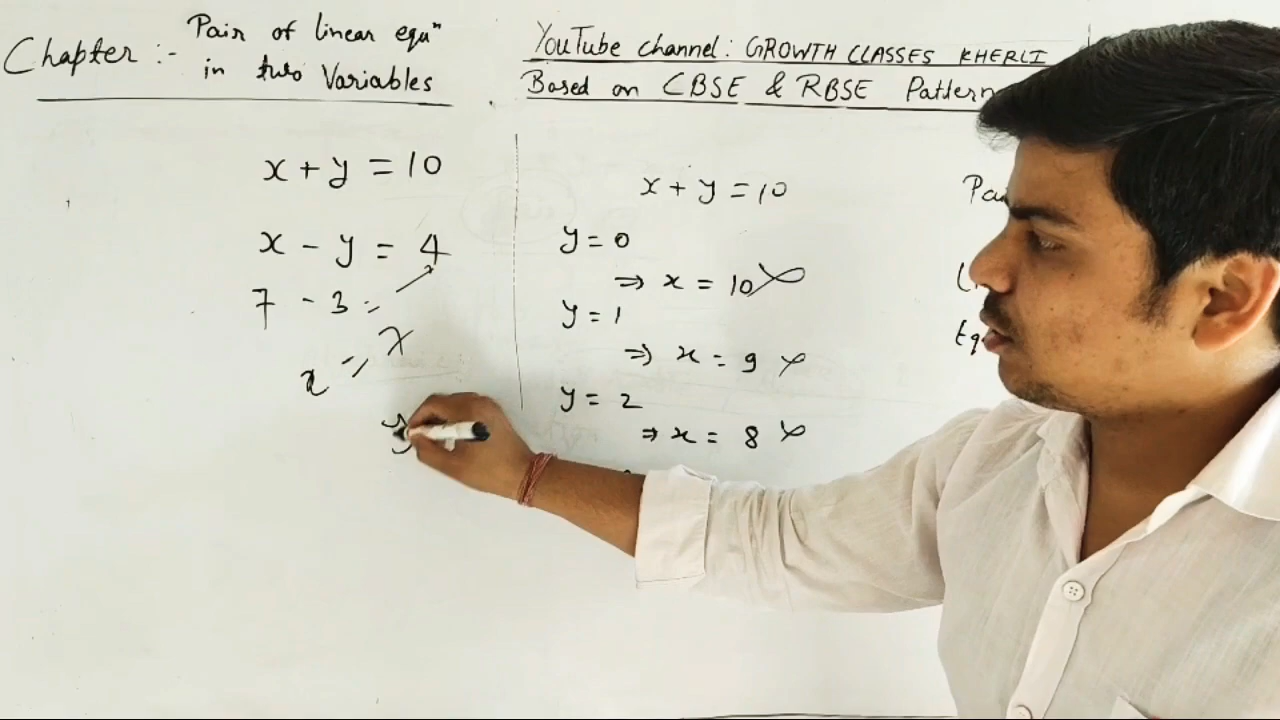 Chapter :- Pair of linear equⁿ
in two Variables
YouTube channel: GROWTH CLASSES KHERLI
Based on CBSE & RBSE Pattern
x + y = 10
x - y = 4
7 - 3 =
x = 7
y
x + y = 10
y = 0
⇒ x = 10
y = 1
⇒ x = 9
y = 2
⇒ x = 8